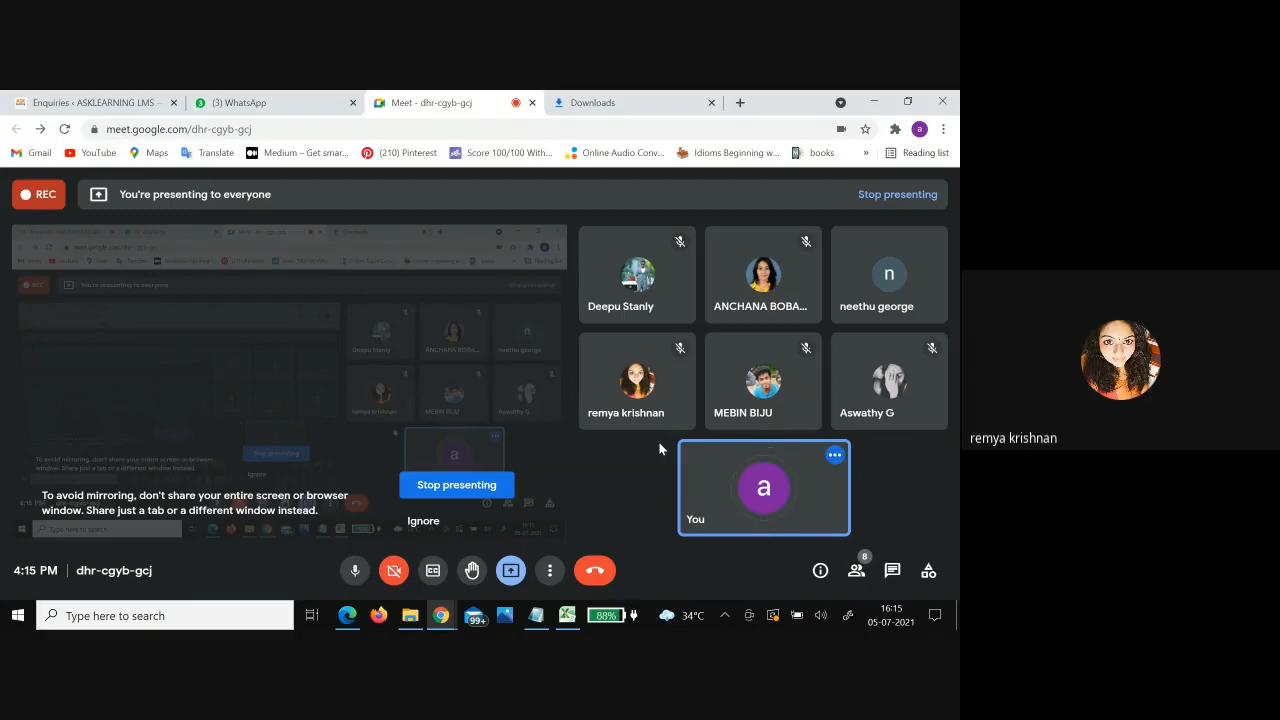 Enquiries ‹ ASKLEARNING LMS –
(3) WhatsApp
Meet - dhr-cgyb-gcj
Downloads
meet.google.com/dhr-cgyb-gcj
a
Gmail
YouTube
Maps
Translate
Medium – Get smar...
(210) Pinterest
Score 100/100 With...
Online Audio Conv...
Idioms Beginning w...
books
»
Reading list
REC
You're presenting to everyone
Stop presenting
You're presenting to everyone
Deepu Stanly
ANCHANA BOBA...
n
neethu george
remya krishnan
MEBIN BIJU
Aswathy G
remya krishnan
a
You
To avoid mirroring, don't share your entire screen or browser
window. Share just a tab or a different window instead.
Stop presenting
Ignore
4:15 PM | dhr-cgyb-gcj
8
Type here to search
99+
88%
34°C
16:15
05-07-2021